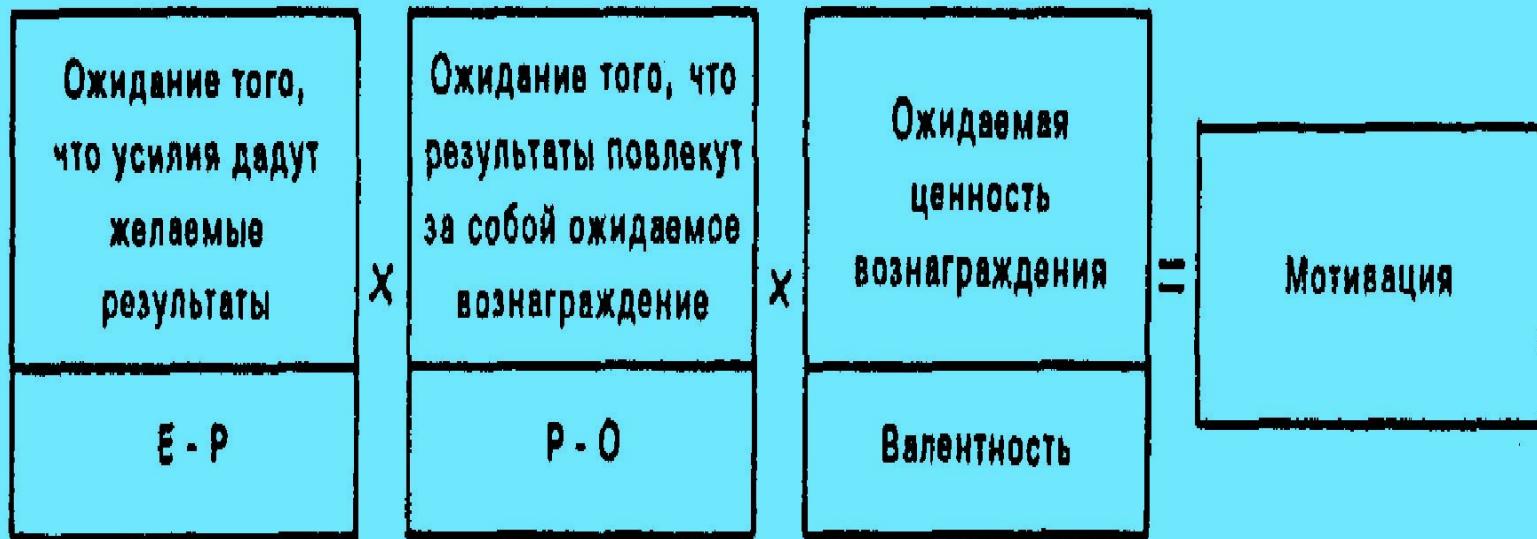 Ожидание того,
что усилия дадут
желаемые
результаты
E - P
x
Ожидание того, что
результаты повлекут
за собой ожидаемое
вознаграждение
P - O
x
Ожидаемая
ценность
вознаграждения
Валентность
=
Мотивация